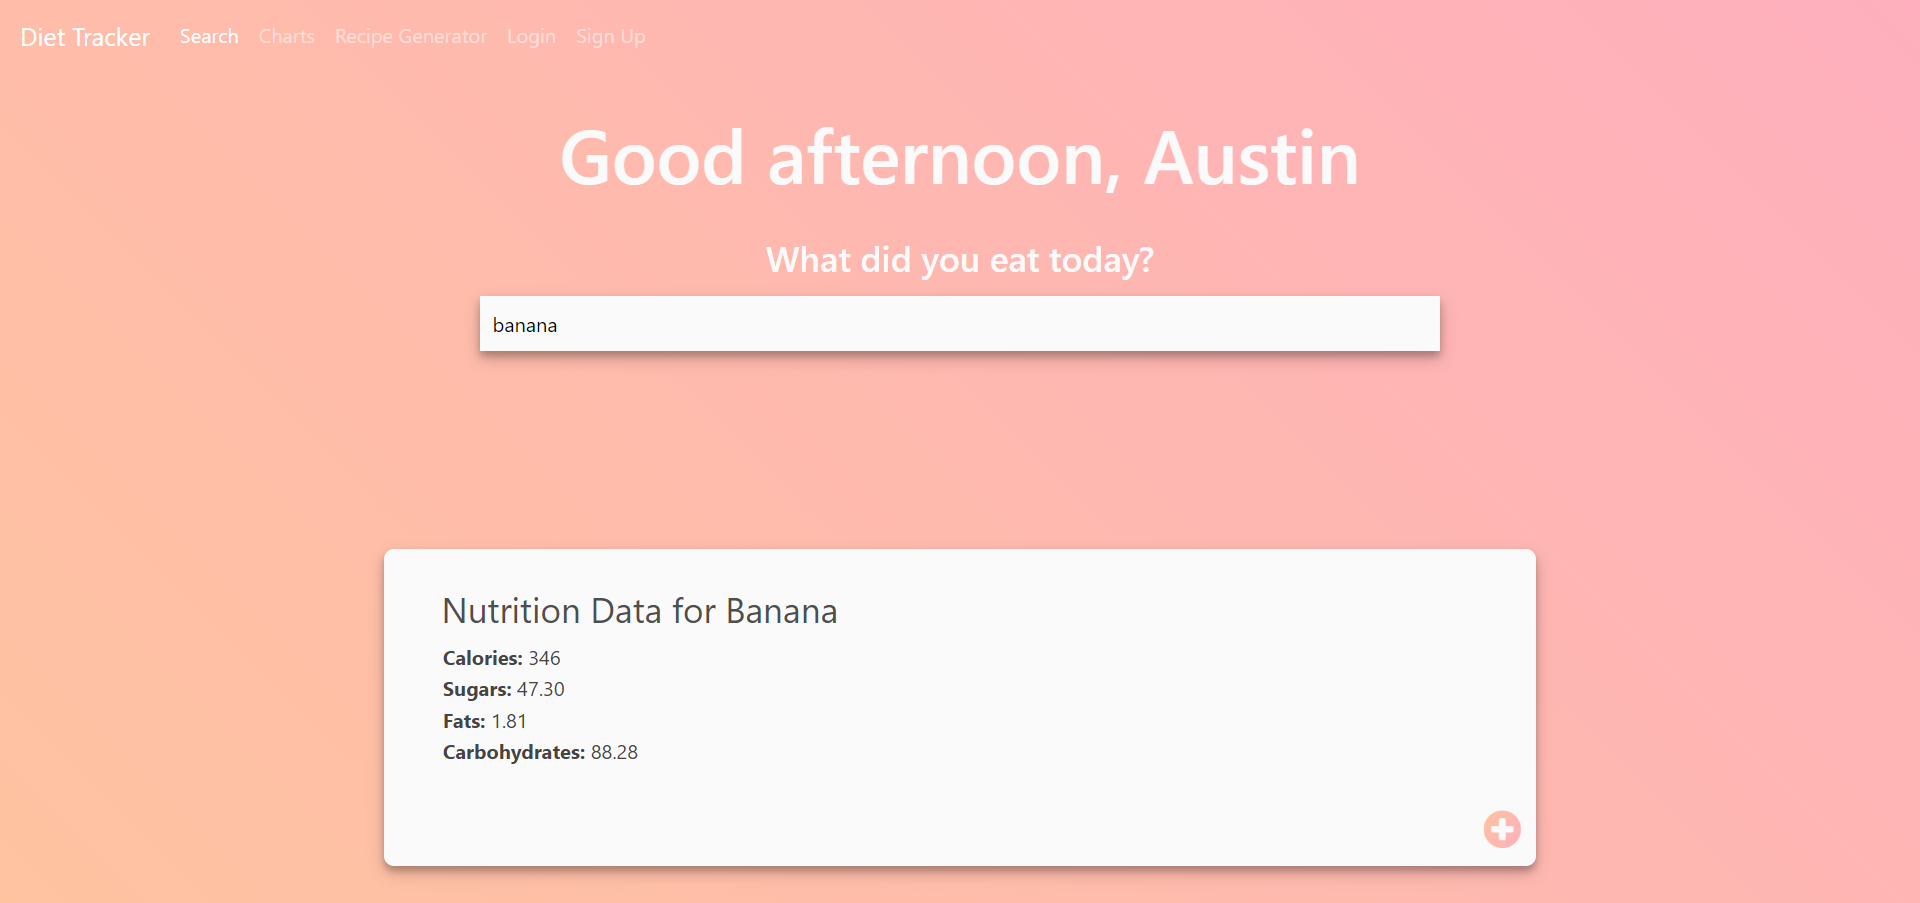 Diet Tracker Search Charts Recipe Generator Login Sign Up
Good afternoon, Austin
What did you eat today?
banana
Nutrition Data for Banana
Calories: 346
Sugars: 47.30
Fats: 1.81
Carbohydrates: 88.28